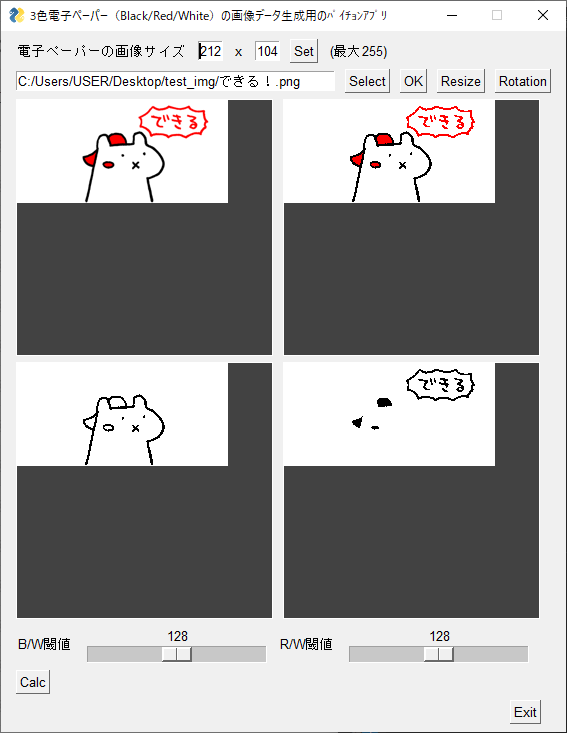 3色電子ペーパー（Black/Red/White）の画像データ生成用のﾊﾟｲﾁｮﾝｱﾌﾟﾘ
電子ペーパーの画像サイズ 212 x 104 Set (最大255)
C:/Users/USER/Desktop/test_img/できる！.png Select OK Resize Rotation
できる できる
できる
128 128
B/W閾値 R/W閾値
Calc
Exit